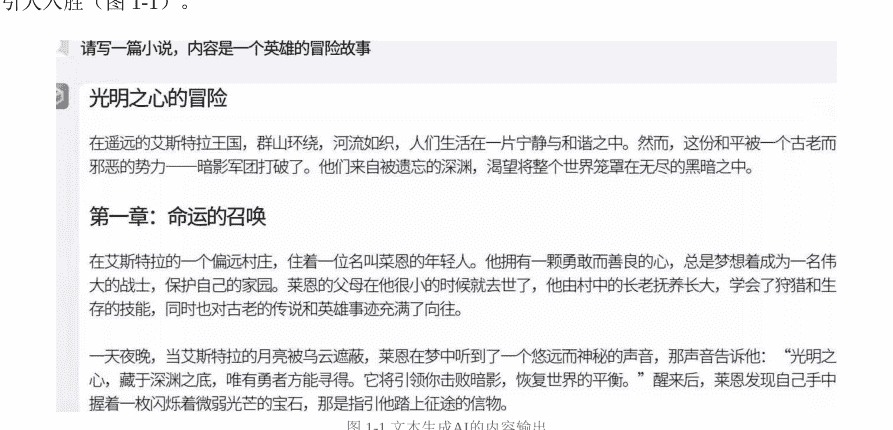 引人入胜（图 1-1）。
请写一篇小说，内容是一个英雄的冒险故事
光明之心的冒险
在遥远的艾斯特拉王国，群山环绕，河流如织，人们生活在一片宁静与和谐之中。然而，这份和平被一个古老而
邪恶的势力——暗影军团打破了。他们来自被遗忘的深渊，渴望将整个世界笼罩在无尽的黑暗之中。
第一章：命运的召唤
在艾斯特拉的一个偏远村庄，住着一位名叫莱恩的年轻人。他拥有一颗勇敢而善良的心，总是梦想着成为一名伟
大的战士，保护自己的家园。莱恩的父母在他很小的时候就去世了，他由村中的长老抚养长大，学会了狩猎和生
存的技能，同时也对古老的传说和英雄事迹充满了向往。
一天夜晚，当艾斯特拉的月亮被乌云遮蔽，莱恩在梦中听到了一个悠远而神秘的声音，那声音告诉他：“光明之
心，藏于深渊之底，唯有勇者方能寻得。它将引领你击败暗影，恢复世界的平衡。”醒来后，莱恩发现自己手中
握着一枚闪烁着微弱光芒的宝石，那是指引他踏上征途的信物。
图 1-1 文本生成AI的内容输出